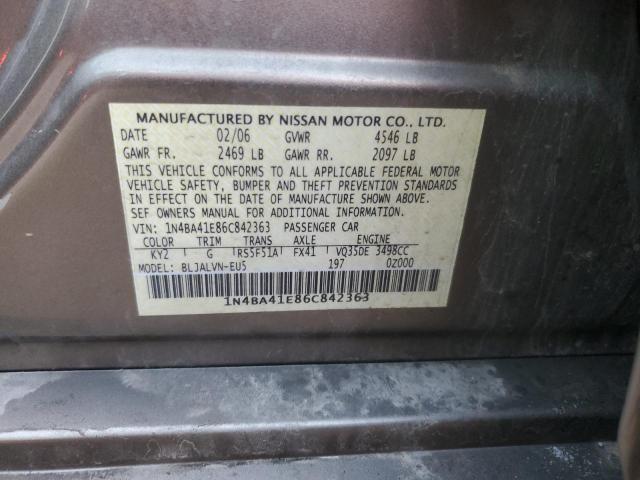 MANUFACTURED BY NISSAN MOTOR CO., LTD.
DATE 02/06 GVWR 4546 LB
GAWR FR. 2469 LB GAWR RR. 2097 LB
THIS VEHICLE CONFORMS TO ALL APPLICABLE FEDERAL MOTOR
VEHICLE SAFETY, BUMPER AND THEFT PREVENTION STANDARDS
IN EFFECT ON THE DATE OF MANUFACTURE SHOWN ABOVE.
SEE OWNERS MANUAL FOR ADDITIONAL INFORMATION.
VIN: 1N4BA41E86C842363 PASSENGER CAR
COLOR TRIM TRANS AXLE ENGINE
KY2 G RS5F51A FX41 VQ35DE 3498CC
MODEL: BLJALVN-EU5 197 0Z000
1N4BA41E86C842363